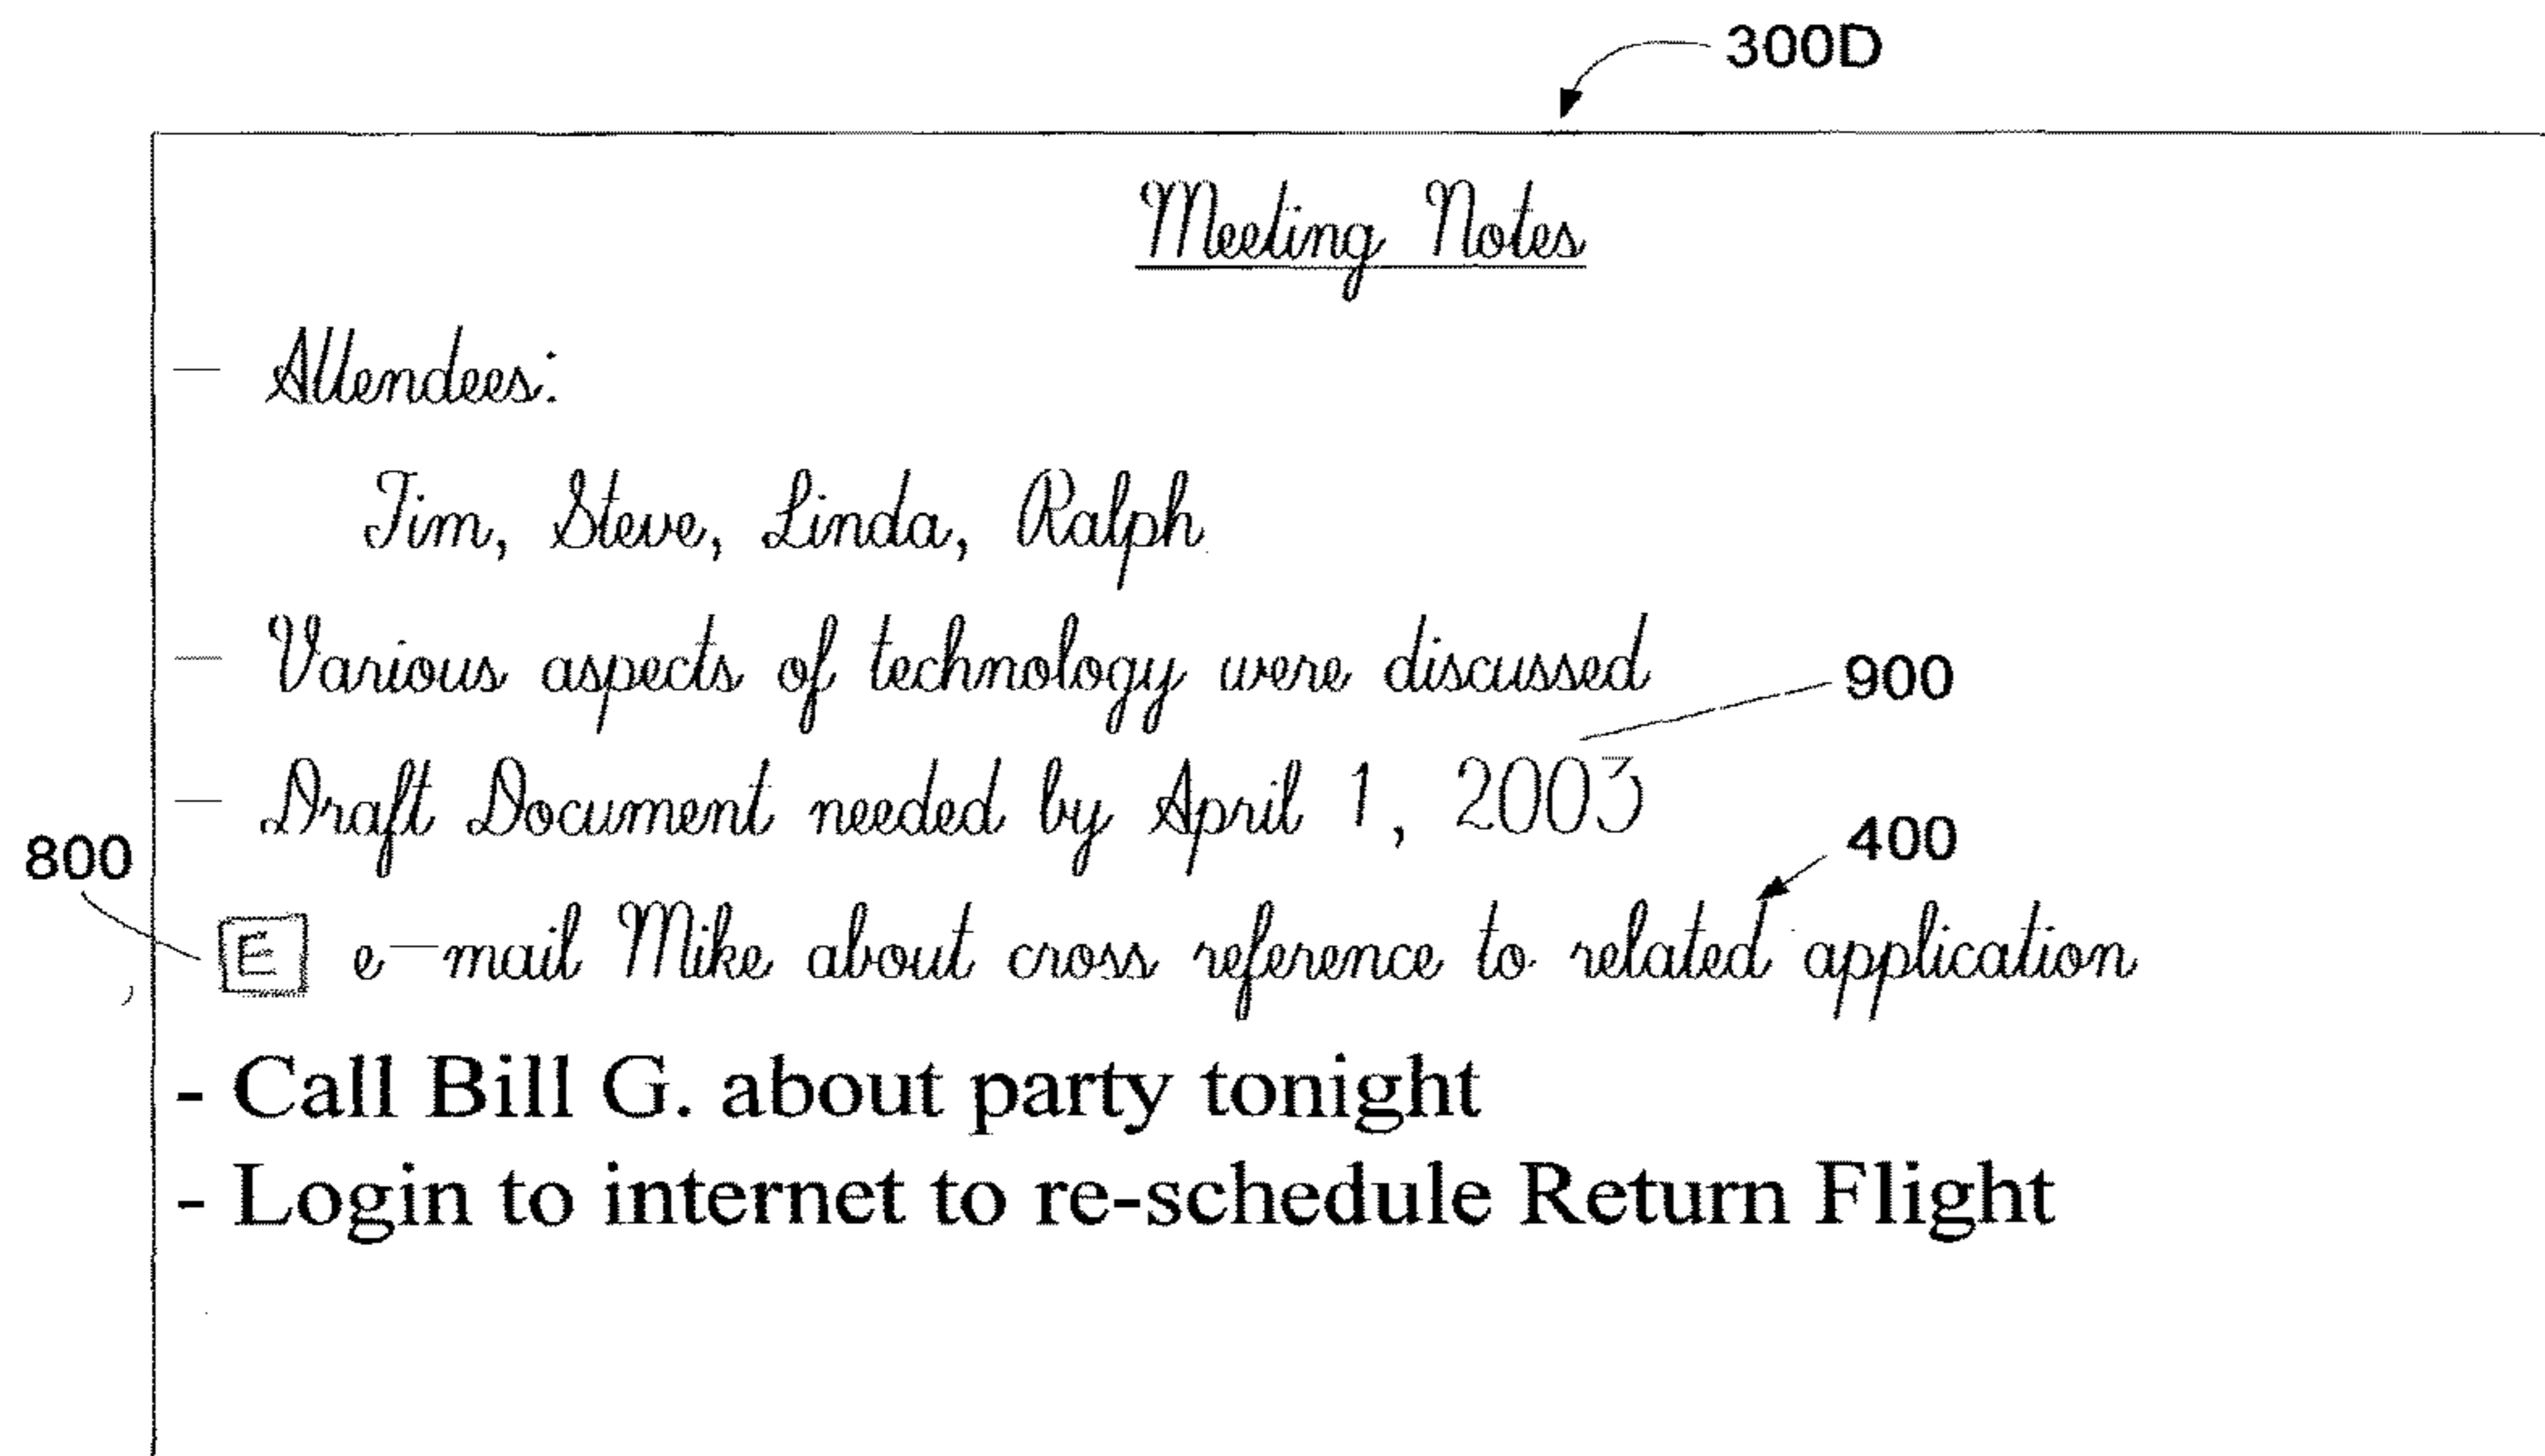 300D
Meeting Notes
— Attendees:
Tim, Steve, Linda, Ralph
— Various aspects of technology were discussed
900
— Draft Document needed by April 1, 2003
800
400
E e-mail Mike about cross reference to related application
- Call Bill G. about party tonight
- Login to internet to re-schedule Return Flight